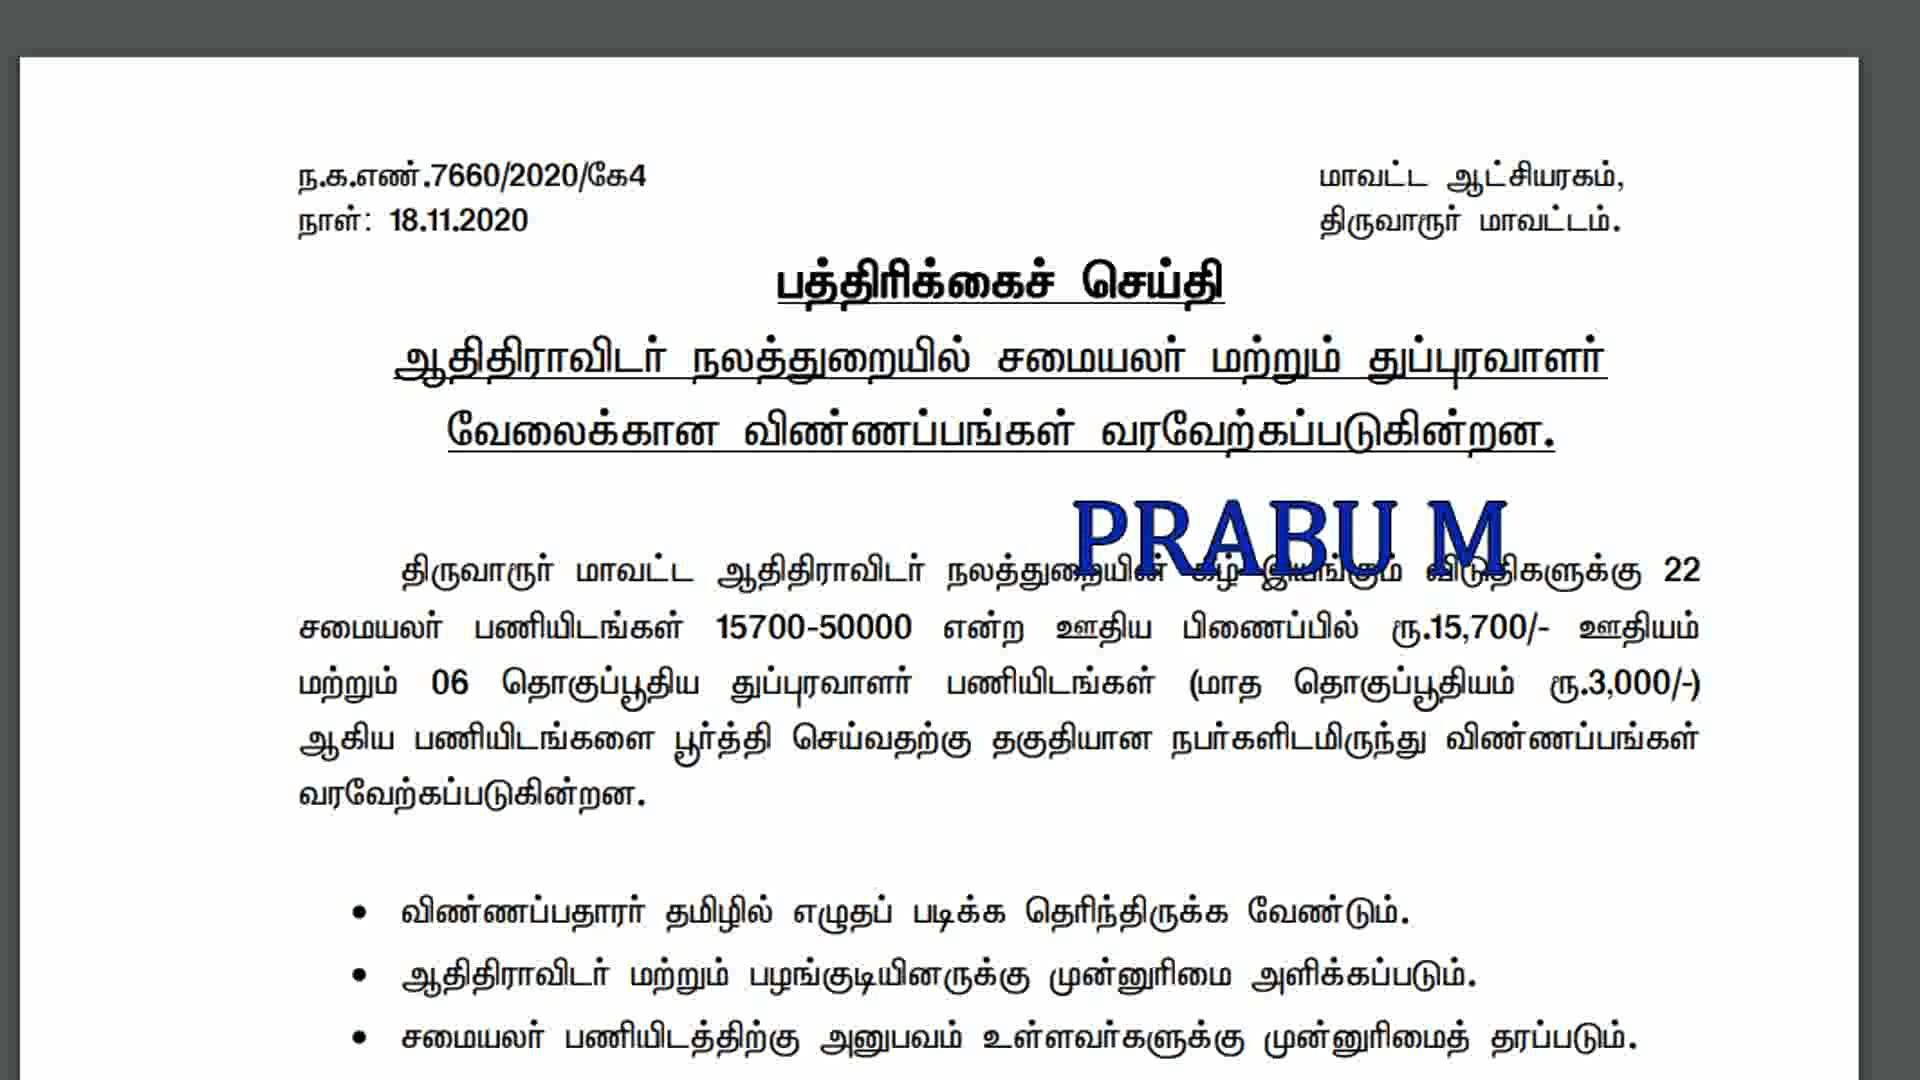 ந.க.எண்.7660/2020/கே4
நாள்: 18.11.2020
மாவட்ட ஆட்சியரகம்,
திருவாரூர் மாவட்டம்.
பத்திரிக்கைச் செய்தி
ஆதிதிராவிடர் நலத்துறையில் சமையலர் மற்றும் துப்புரவாளர்
வேலைக்கான விண்ணப்பங்கள் வரவேற்கப்படுகின்றன.
PRABU M
திருவாரூர் மாவட்ட ஆதிதிராவிடர் நலத்துறையின் கீழ் இயங்கும் விடுதிகளுக்கு 22
சமையலர் பணியிடங்கள் 15700-50000 என்ற ஊதிய பிணைப்பில் ரூ.15,700/- ஊதியம்
மற்றும் 06 தொகுப்பூதிய துப்புரவாளர் பணியிடங்கள் (மாத தொகுப்பூதியம் ரூ.3,000/-)
ஆகிய பணியிடங்களை பூர்த்தி செய்வதற்கு தகுதியான நபர்களிடமிருந்து விண்ணப்பங்கள்
வரவேற்கப்படுகின்றன.
• விண்ணப்பதாரர் தமிழில் எழுதப் படிக்க தெரிந்திருக்க வேண்டும்.
• ஆதிதிராவிடர் மற்றும் பழங்குடியினருக்கு முன்னுரிமை அளிக்கப்படும்.
• சமையலர் பணியிடத்திற்கு அனுபவம் உள்ளவர்களுக்கு முன்னுரிமைத் தரப்படும்.